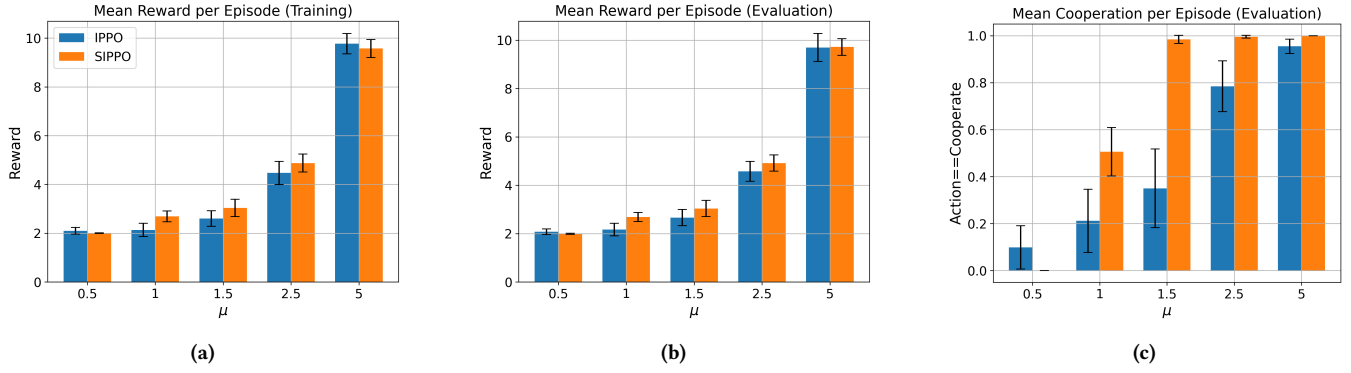 Mean Reward per Episode (Training)
IPPO
SIPPO
Reward
10
8
6
4
2
0
0.5 1 1.5 2.5 5
μ
(a)
Mean Reward per Episode (Evaluation)
Reward
10
8
6
4
2
0
0.5 1 1.5 2.5 5
μ
(b)
Mean Cooperation per Episode (Evaluation)
Action==Cooperate
1.0
0.8
0.6
0.4
0.2
0.0
0.5 1 1.5 2.5 5
μ
(c)